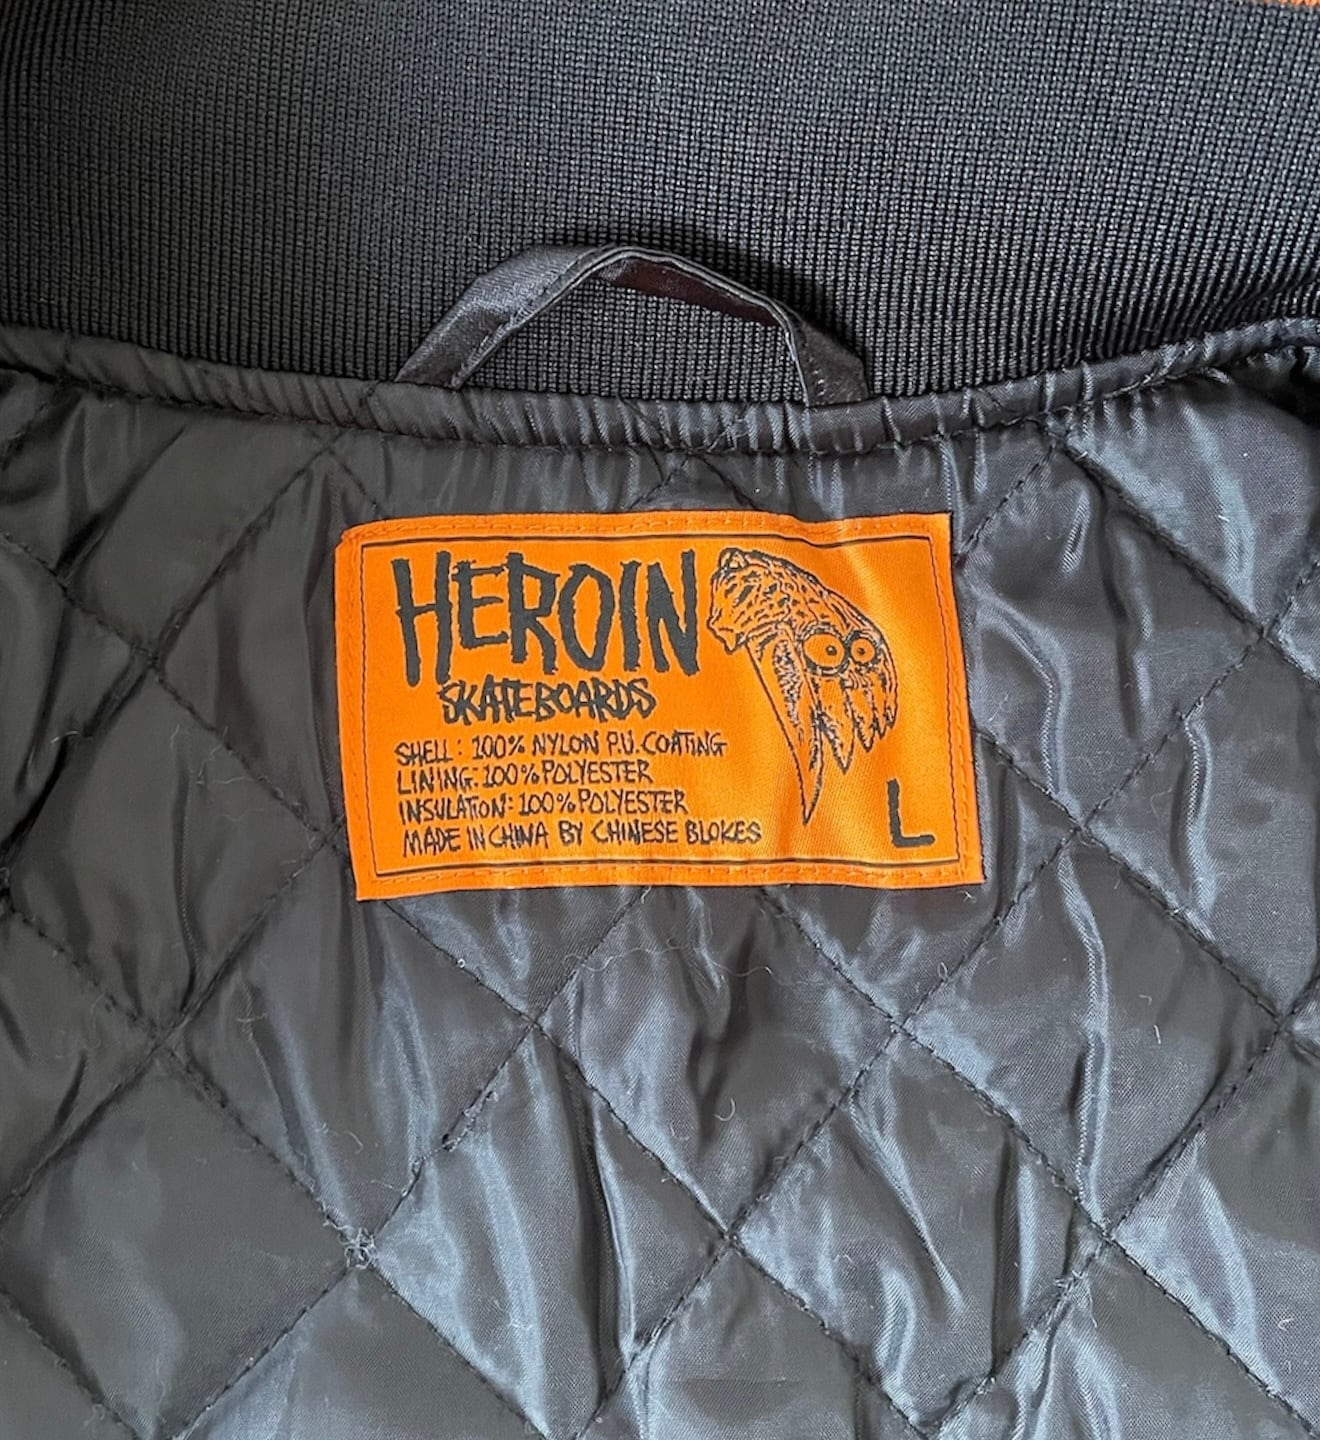 HEROIN
SKATEBOARDS
SHELL: 100% NYLON P.U. COATING
LINING: 100% POLYESTER
INSULATION: 100% POLYESTER
MADE IN CHINA BY CHINESE BLOKES
L